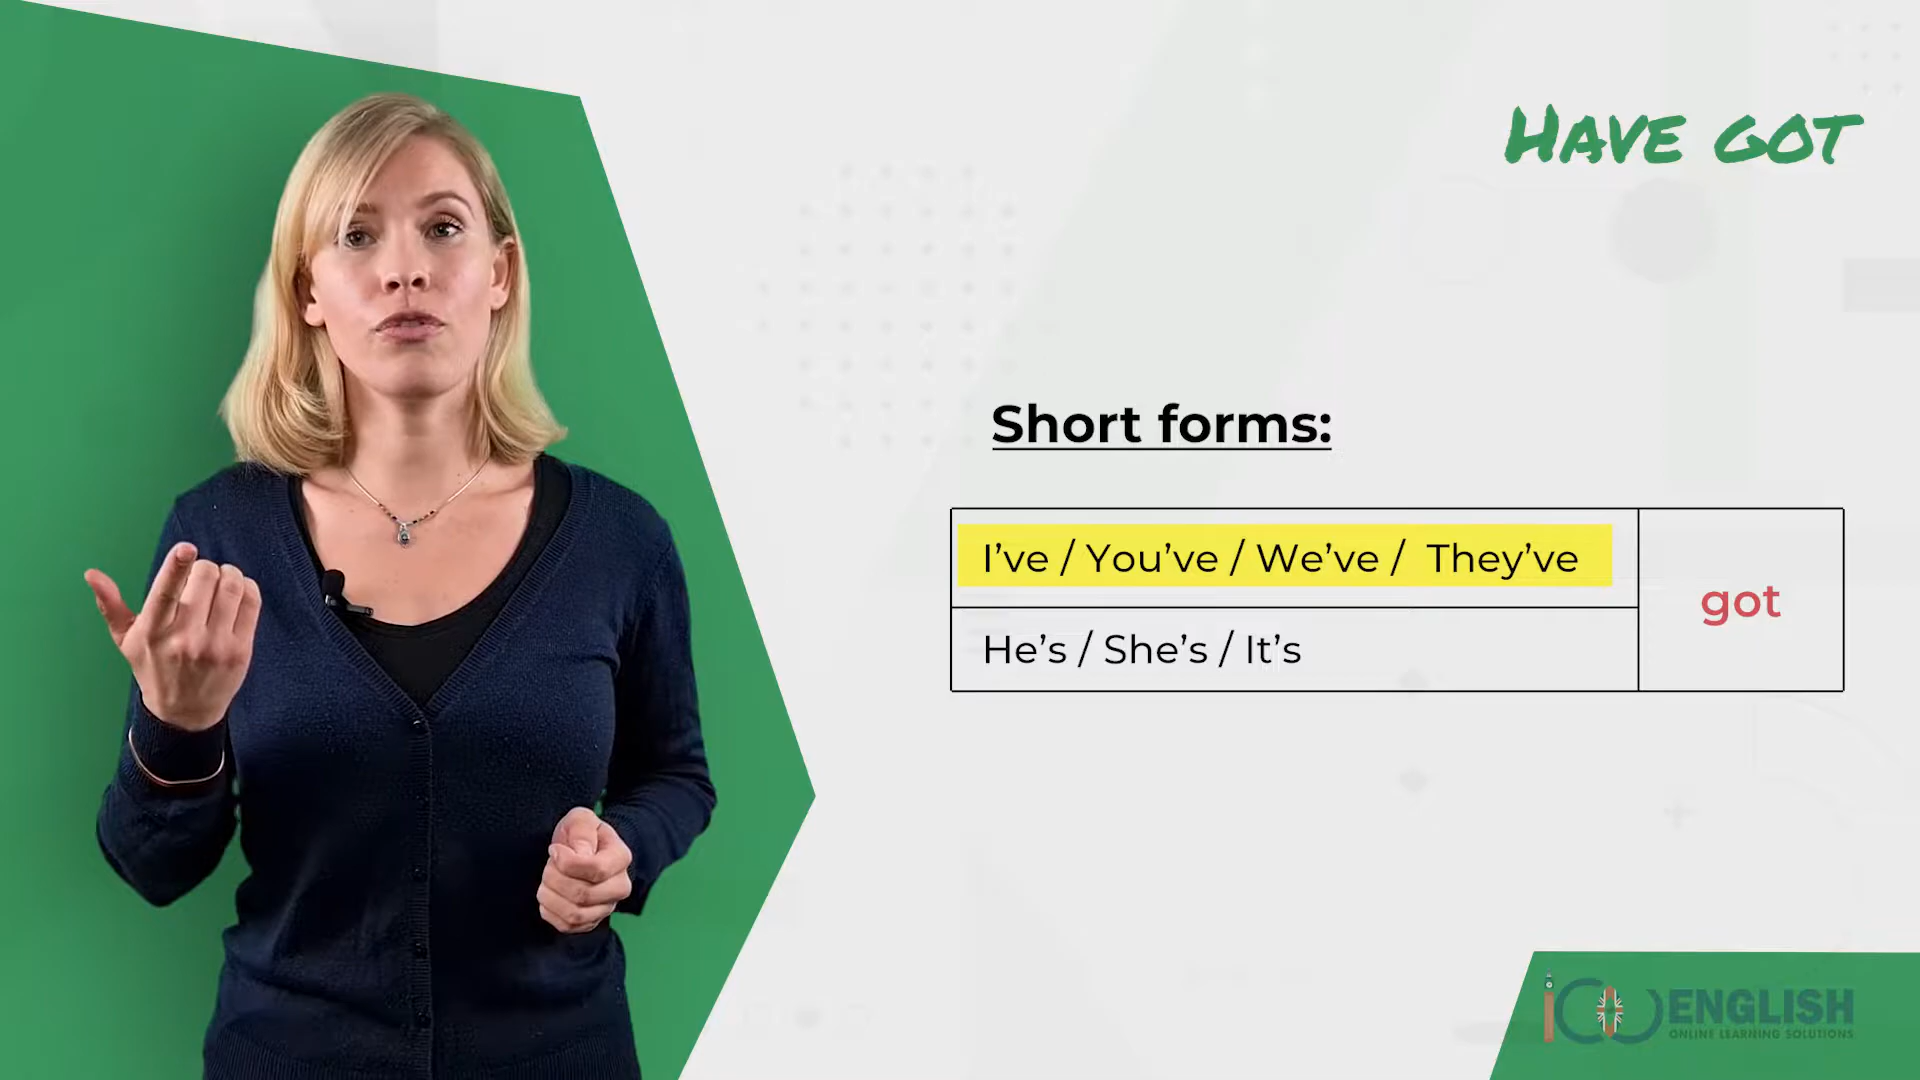 HAVE GOT
Short forms:
I’ve / You’ve / We’ve / They’ve
got
He’s / She’s / It’s
ENGLISH
ONLINE LEARNING SOLUTIONS